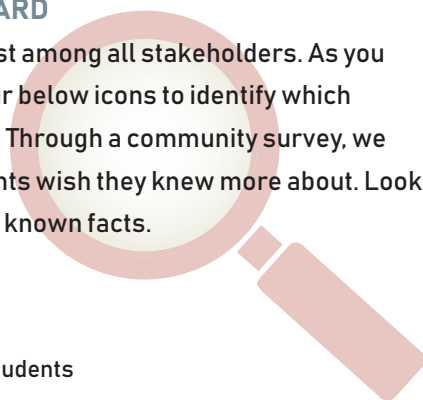 ARD
st among all stakeholders. As you
r below icons to identify which
Through a community survey, we
nts wish they knew more about. Look
known facts.
udents